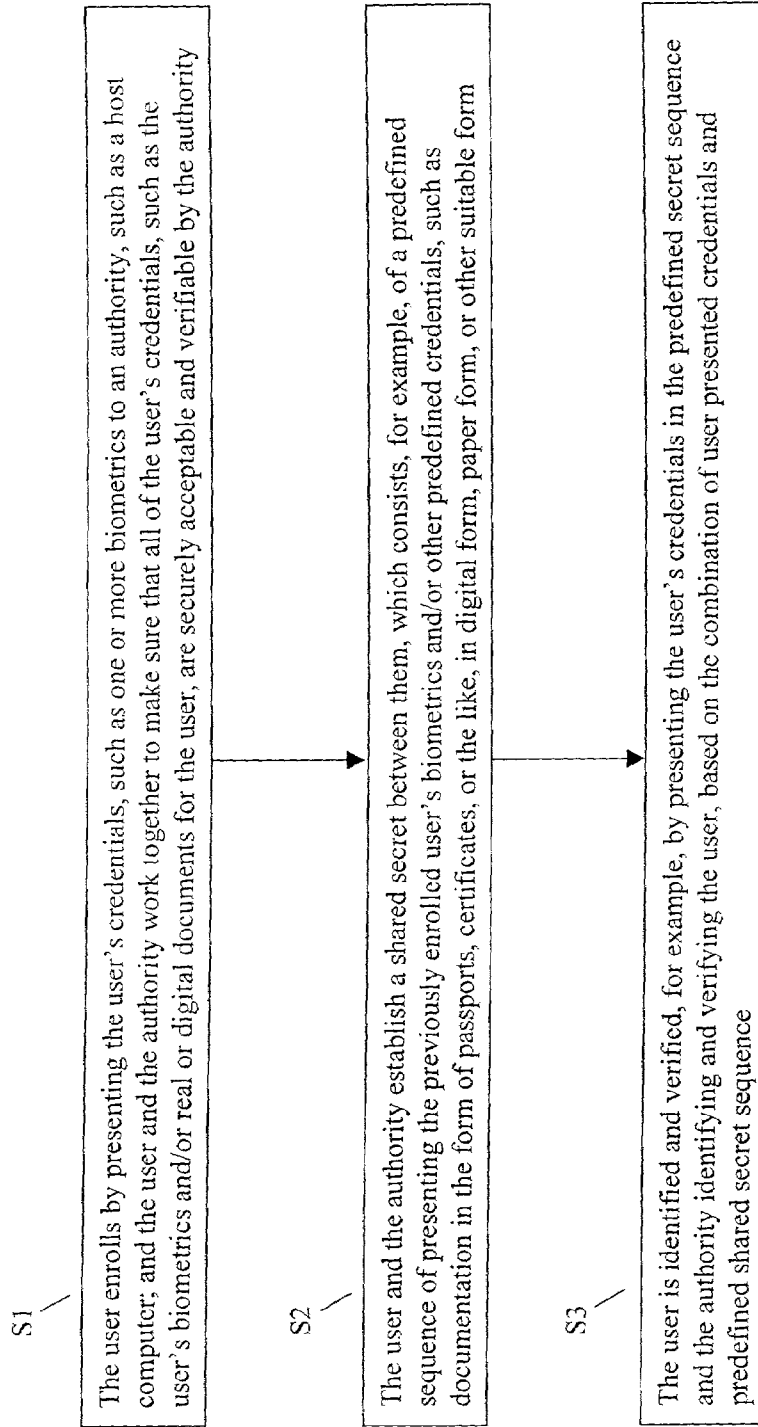 S1
The user enrolls by presenting the user's credentials, such as one or more biometrics to an authority, such as a host
computer; and the user and the authority work together to make sure that all of the user's credentials, such as the
user's biometrics and/or real or digital documents for the user, are securely acceptable and verifiable by the authority
S2
The user and the authority establish a shared secret between them, which consists, for example, of a predefined
sequence of presenting the previously enrolled user's biometrics and/or other predefined credentials, such as
documentation in the form of passports, certificates, or the like, in digital form, paper form, or other suitable form
S3
The user is identified and verified, for example, by presenting the user's credentials in the predefined secret sequence
and the authority identifying and verifying the user, based on the combination of user presented credentials and
predefined shared secret sequence